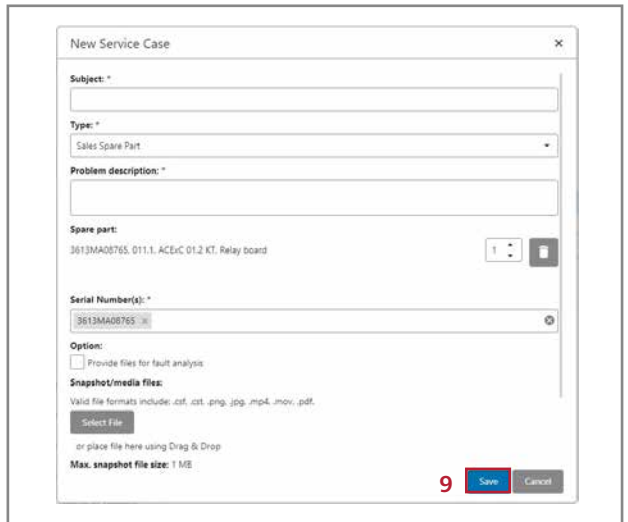 New Service Case ×
Subject: *
Type: *
Sales Spare Part
Problem description: *
Spare part:
3613MA08765, 011.1, ACExC 01.2 KT, Relay board 1
Serial Number(s): *
3613MA08765 ×
Option:
Provide files for fault analysis
Snapshot/media files:
Valid file formats include: .csf, .cst, .png, .jpg, .mp4, .mov, .pdf.
Select File
or place file here using Drag & Drop
Max. snapshot file size: 1 MB
9 Save Cancel